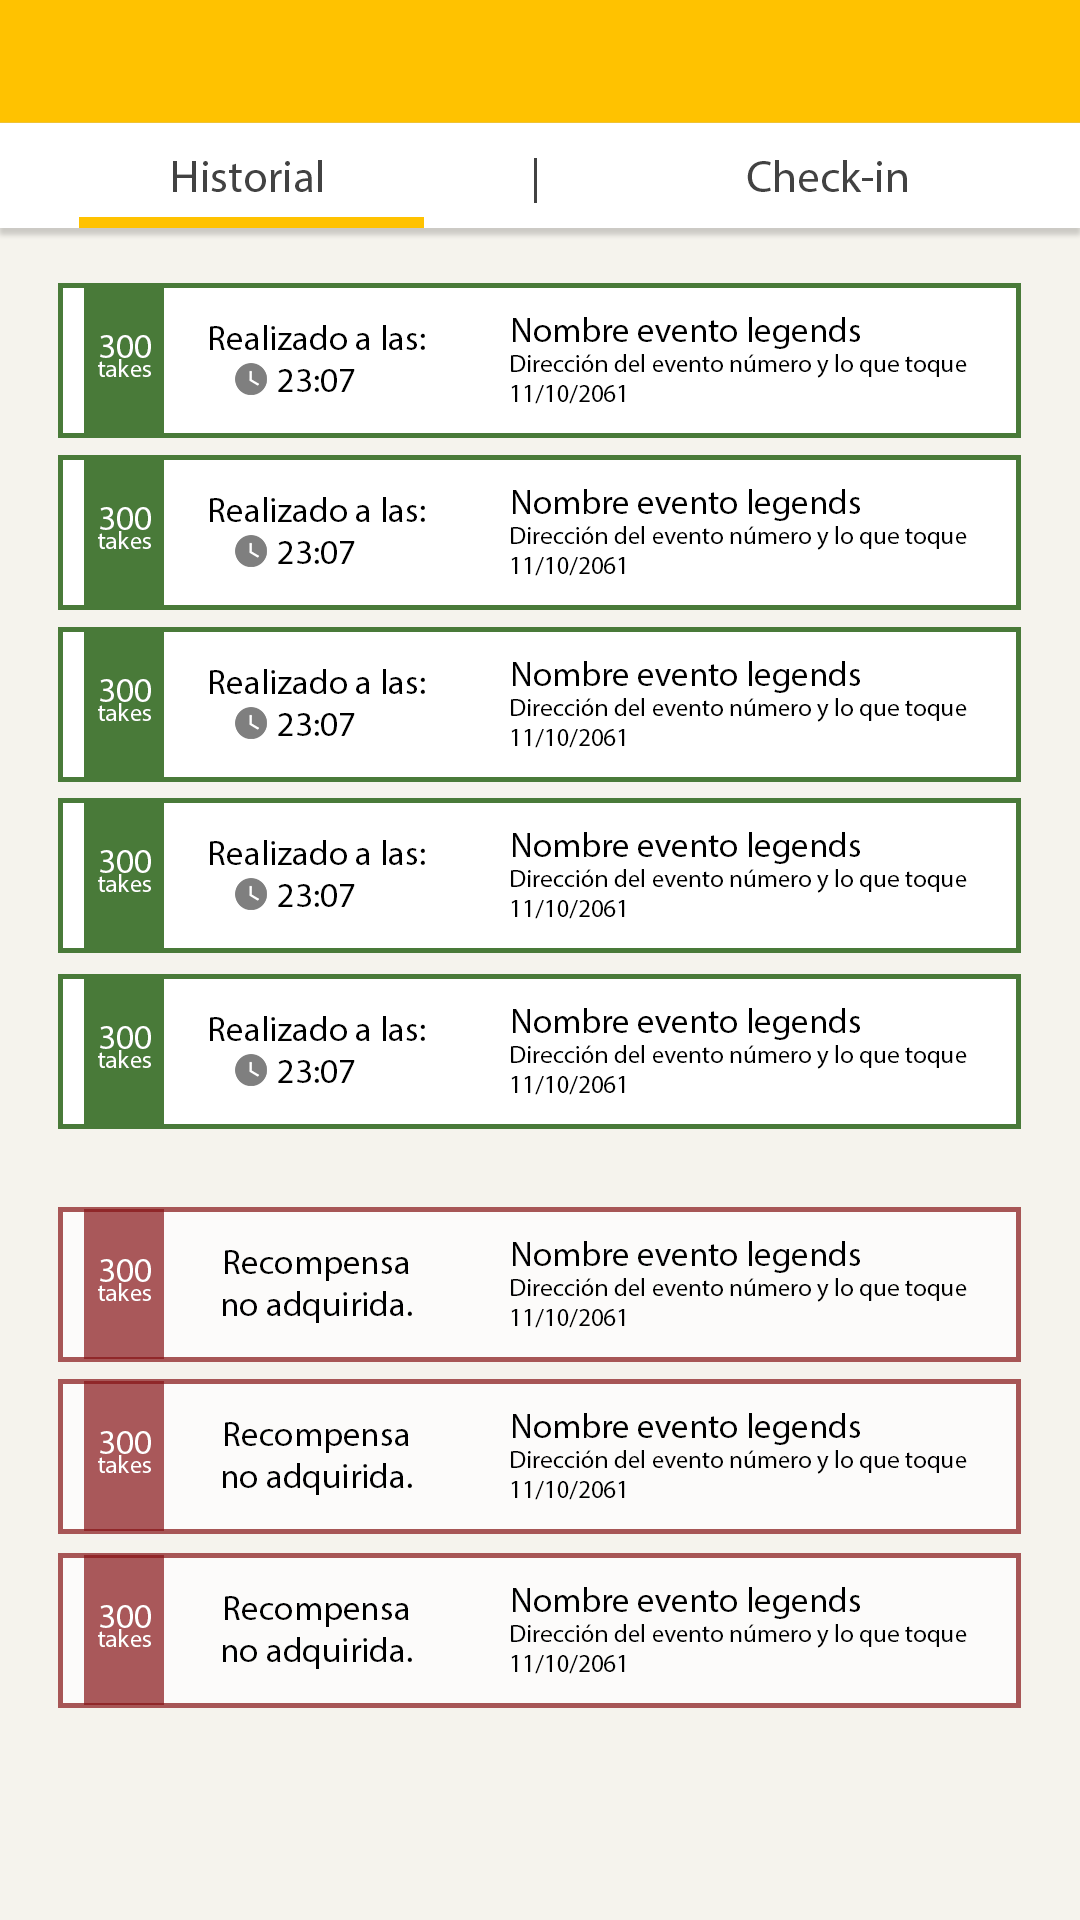 Historial | Check-in
300
takes
Realizado a las:
23:07
Nombre evento legends
Dirección del evento número y lo que toque
11/10/2061
300
takes
Realizado a las:
23:07
Nombre evento legends
Dirección del evento número y lo que toque
11/10/2061
300
takes
Realizado a las:
23:07
Nombre evento legends
Dirección del evento número y lo que toque
11/10/2061
300
takes
Realizado a las:
23:07
Nombre evento legends
Dirección del evento número y lo que toque
11/10/2061
300
takes
Realizado a las:
23:07
Nombre evento legends
Dirección del evento número y lo que toque
11/10/2061
300
takes
Recompensa
no adquirida.
Nombre evento legends
Dirección del evento número y lo que toque
11/10/2061
300
takes
Recompensa
no adquirida.
Nombre evento legends
Dirección del evento número y lo que toque
11/10/2061
300
takes
Recompensa
no adquirida.
Nombre evento legends
Dirección del evento número y lo que toque
11/10/2061